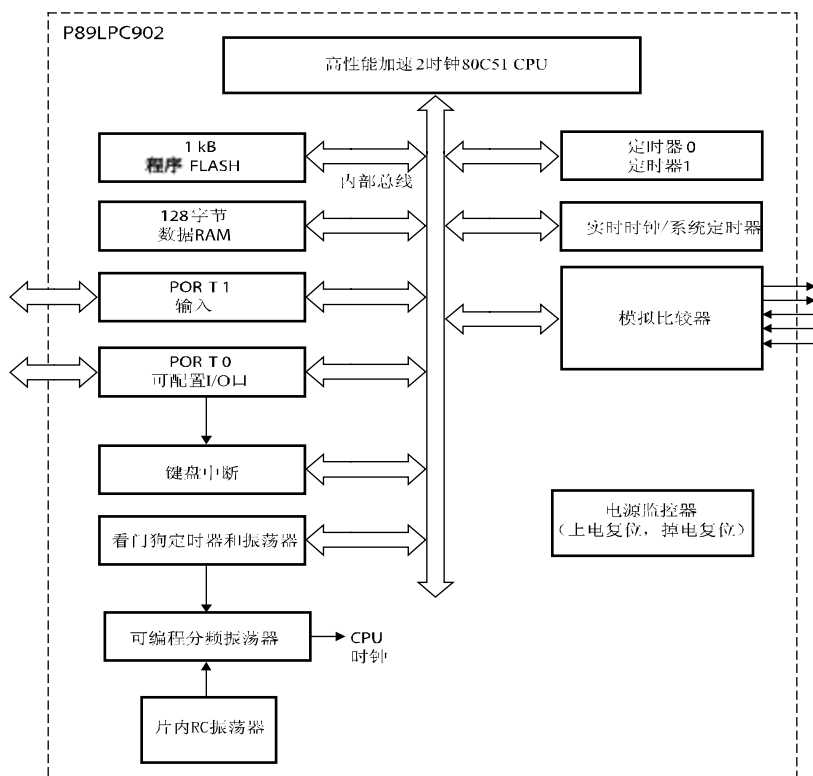 P89LPC902
高性能加速2时钟80C51 CPU
1 kB
程序 FLASH
内部总线
定时器0
定时器1
128字节
数据RAM
实时时钟/系统定时器
PORT 1
输入
模拟比较器
PORT 0
可配置I/O口
键盘中断
电源监控器
（上电复位，掉电复位）
看门狗定时器和振荡器
可编程分频振荡器
CPU
时钟
片内RC振荡器